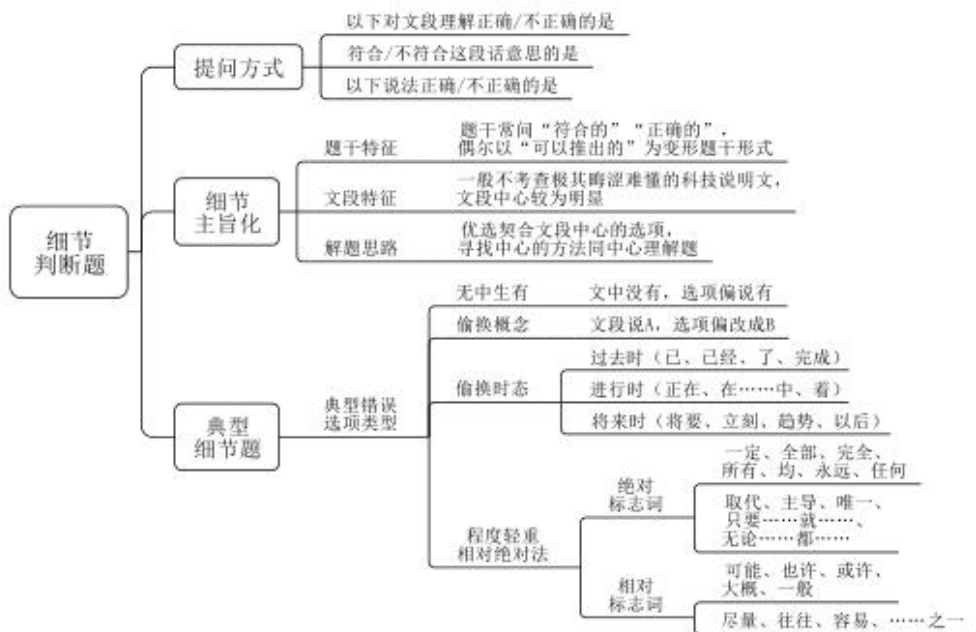 细节
判断题
提问方式
以下对文段理解正确/不正确的是
符合/不符合这段话意思的是
以下说法正确/不正确的是
细节
主旨化
题干特征
题干常问“符合的”“正确的”，
偶尔以“可以推出的”为变形题干形式
文段特征
一般不考查极其晦涩难懂的科技说明文，
文段中心较为明显
解题思路
优选契合文段中心的选项，
寻找中心的方法同中心理解题
典型
细节题
典型错误
选项类型
无中生有
文中没有，选项偏说有
偷换概念
文段说A，选项偏改成B
偷换时态
过去时（已、已经、了、完成）
进行时（正在、在……中、着）
将来时（将要、立刻、趋势、以后）
程度轻重
相对绝对法
绝对
标志词
一定、全部、完全、
所有、均、永远、任何
取代、主导、唯一、
只要……就……、
无论……都……
相对
标志词
可能、也许、或许、
大概、一般
尽量、往往、容易、……之一